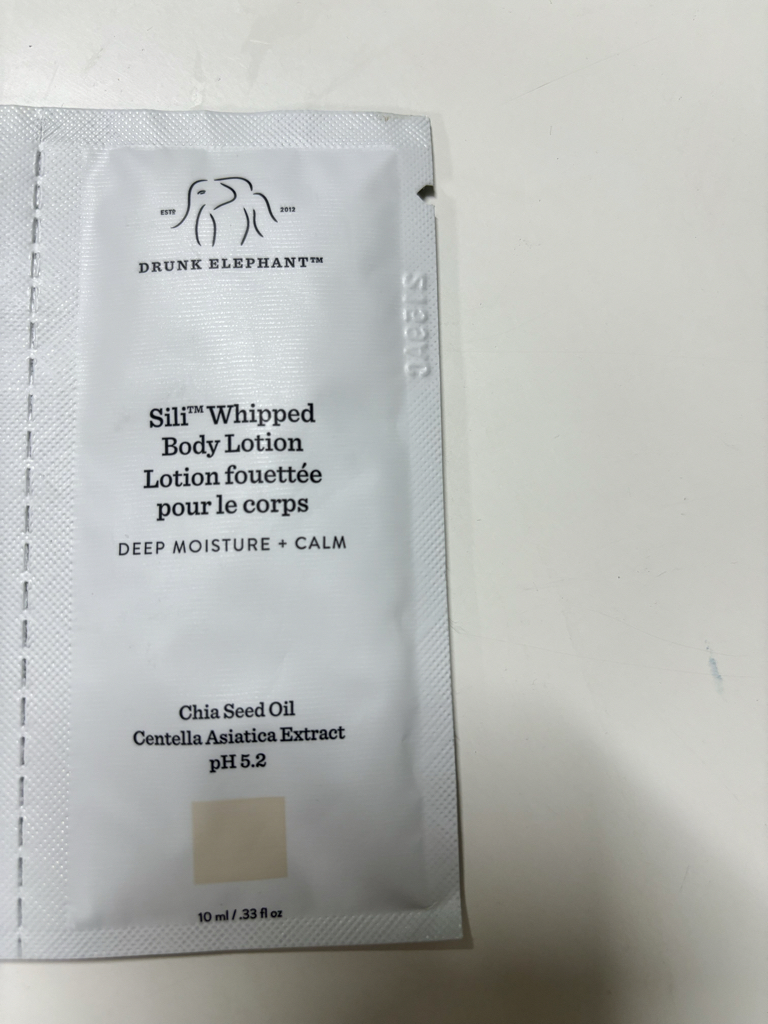 ESTD 2012
DRUNK ELEPHANT™
Sili™ Whipped
Body Lotion
Lotion fouettée
pour le corps
DEEP MOISTURE + CALM
Chia Seed Oil
Centella Asiatica Extract
pH 5.2
10 ml / .33 fl oz